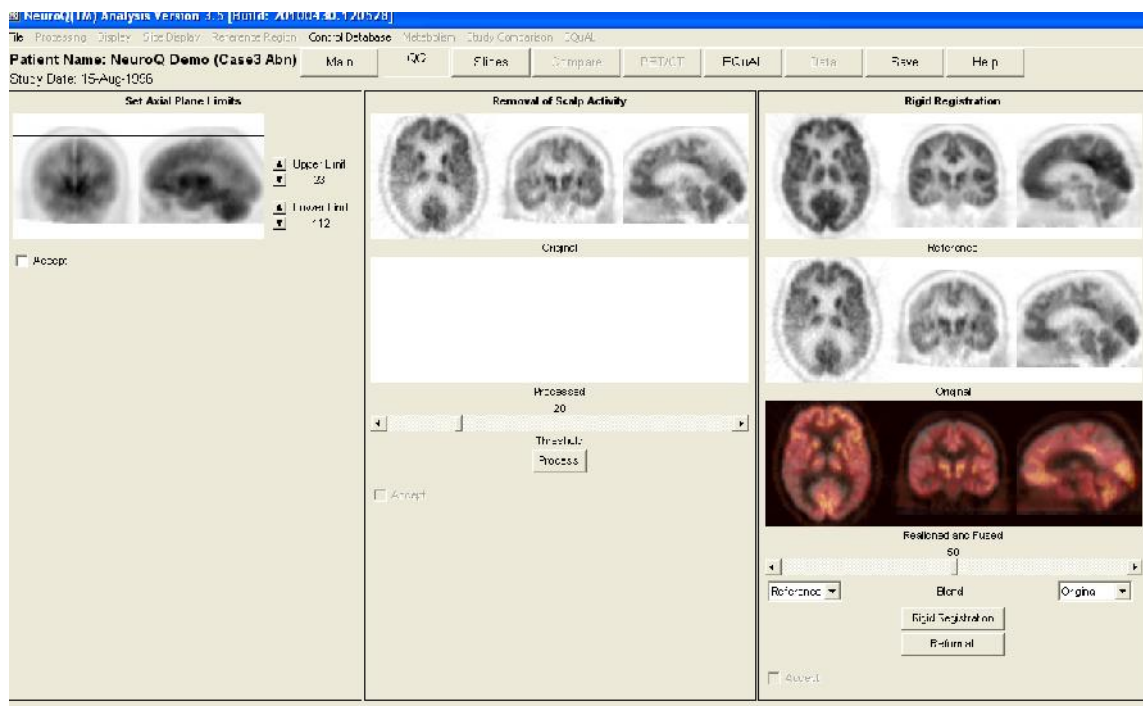 NeuroQ(TM) Analysis Version 3.5 [Build: 20100430.120528]
File Processing Display Size Display Reference Region Control Database Metabolism Study Comparison EQuAL
Patient Name: NeuroQ Demo (Case3 Abn) Main QC Slices Compare PET/CT EQuAL Data Save Help
Study Date: 15-Aug-1996
Set Axial Plane Limits
Upper Limit
23
Lower Limit
112
Accept
Removal of Scalp Activity
Original
Processed
20
Threshold
Process
Accept
Rigid Registration
Reference
Original
Realigned and Fused
50
Reference Blend Original
Rigid Registration
Reformat
Accept